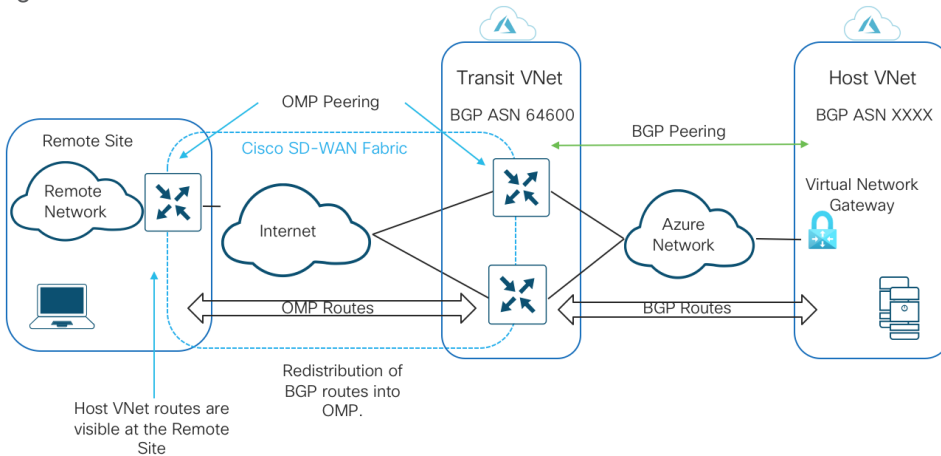 Transit VNet
BGP ASN 64600
Host VNet
BGP ASN XXXX
OMP Peering
BGP Peering
Remote Site
Cisco SD-WAN Fabric
Remote
Network
Internet
Azure
Network
Virtual Network
Gateway
OMP Routes
BGP Routes
Redistribution of
BGP routes into
OMP.
Host VNet routes are
visible at the Remote
Site